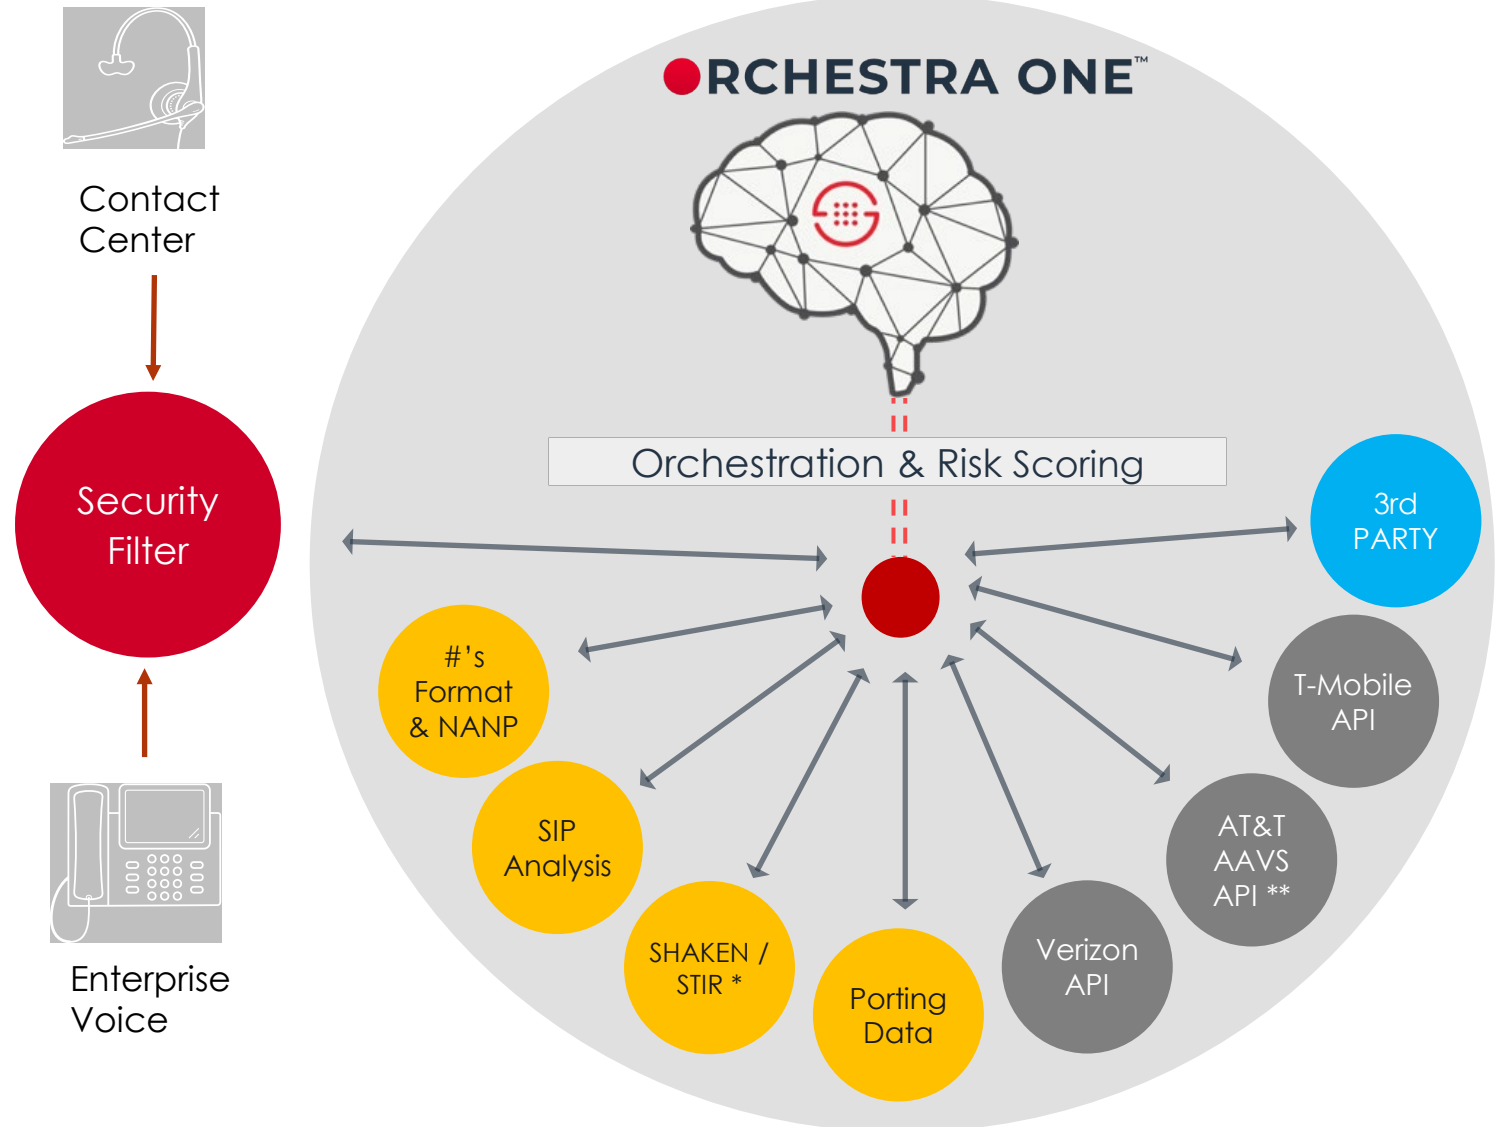 ORCHESTRA ONE™
Contact
Center
Orchestration & Risk Scoring
Security
Filter
3rd
PARTY
#'s
Format
& NANP
T-Mobile
API
SIP
Analysis
AT&T
AAVS
API **
SHAKEN /
STIR *
Verizon
API
Porting
Data
Enterprise
Voice